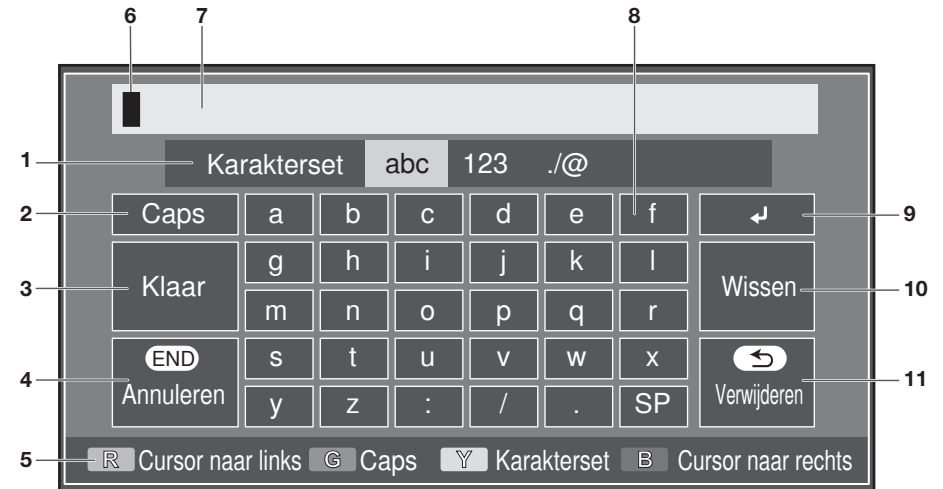 6 7 8
1 Karakterset abc 123 ./@
2 Caps a b c d e f ↲ 9
g h i j k l
3 Klaar Wissen 10
m n o p q r
END s t u v w x
4 Annuleren Verwijderen 11
y z : / . SP
5 R Cursor naar links G Caps Y Karakterset B Cursor naar rechts